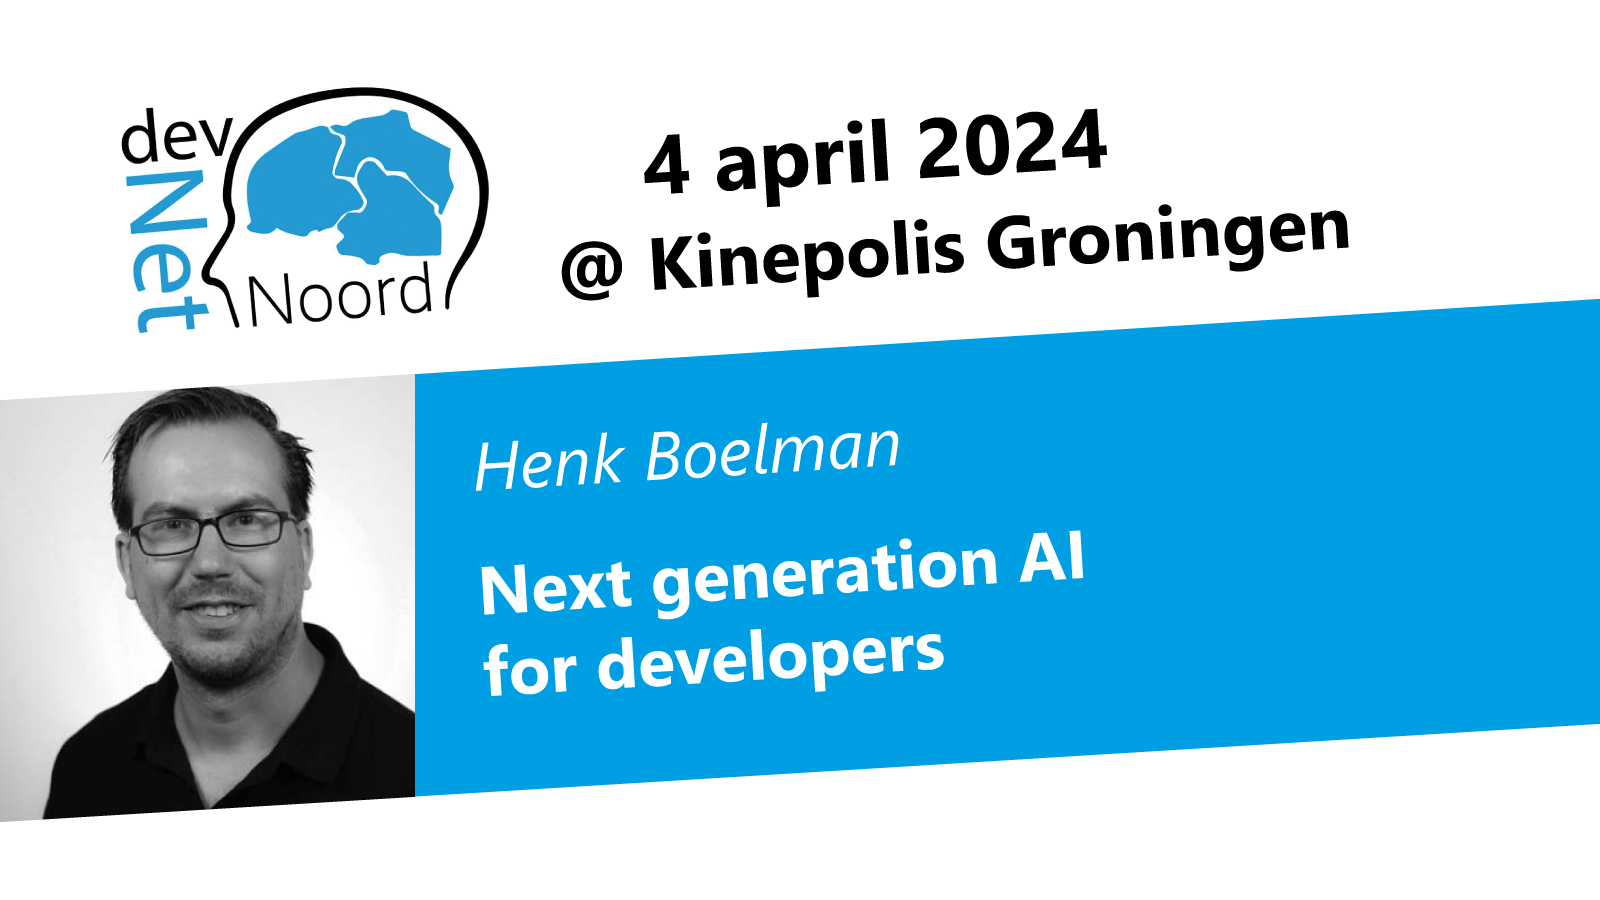 dev
Net
Noord
4 april 2024
@ Kinepolis Groningen
Henk Boelman
Next generation AI
for developers